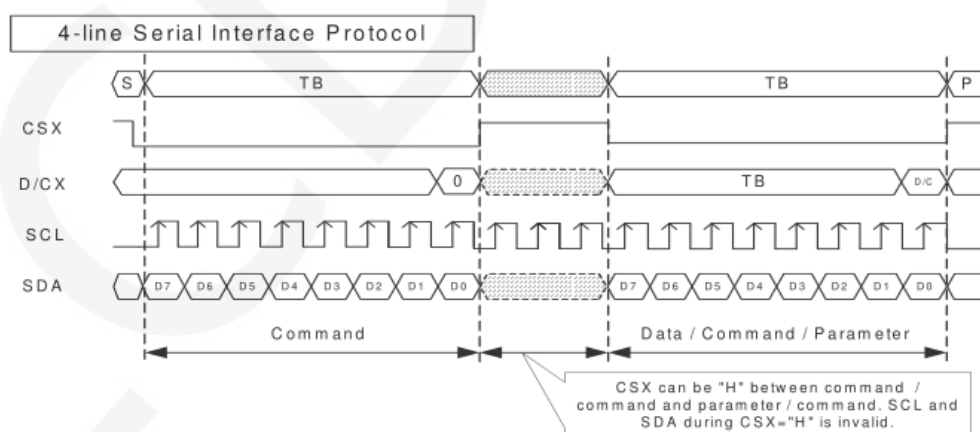 4-line Serial Interface Protocol
S TB TB P
CSX
D/CX 0 TB D/C
SCL
SDA D7 D6 D5 D4 D3 D2 D1 D0 D7 D6 D5 D4 D3 D2 D1 D0
Command Data / Command / Parameter
CSX can be "H" between command /
command and parameter / command. SCL and
SDA during CSX="H" is invalid.